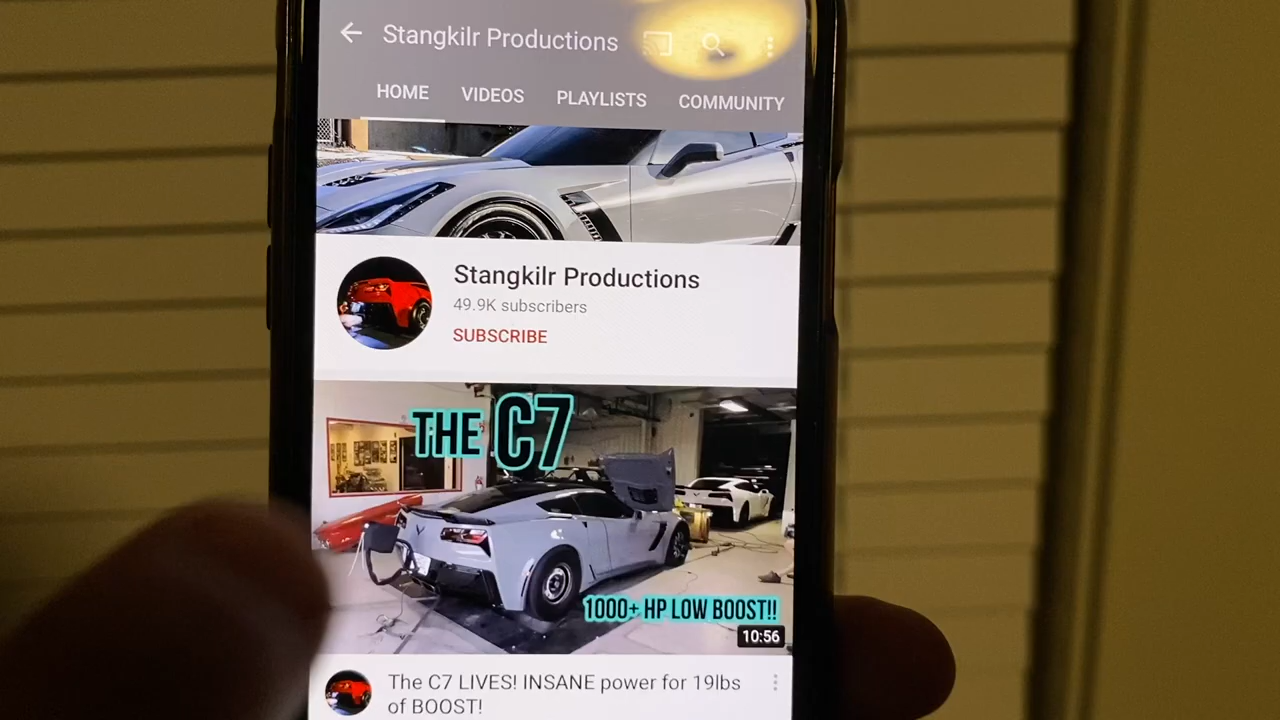 Stangkilr Productions
HOME VIDEOS PLAYLISTS COMMUNITY
Stangkilr Productions
49.9K subscribers
SUBSCRIBE
THE C7
1000+ HP LOW BOOST!!
10:56
The C7 LIVES! INSANE power for 19lbs
of BOOST!